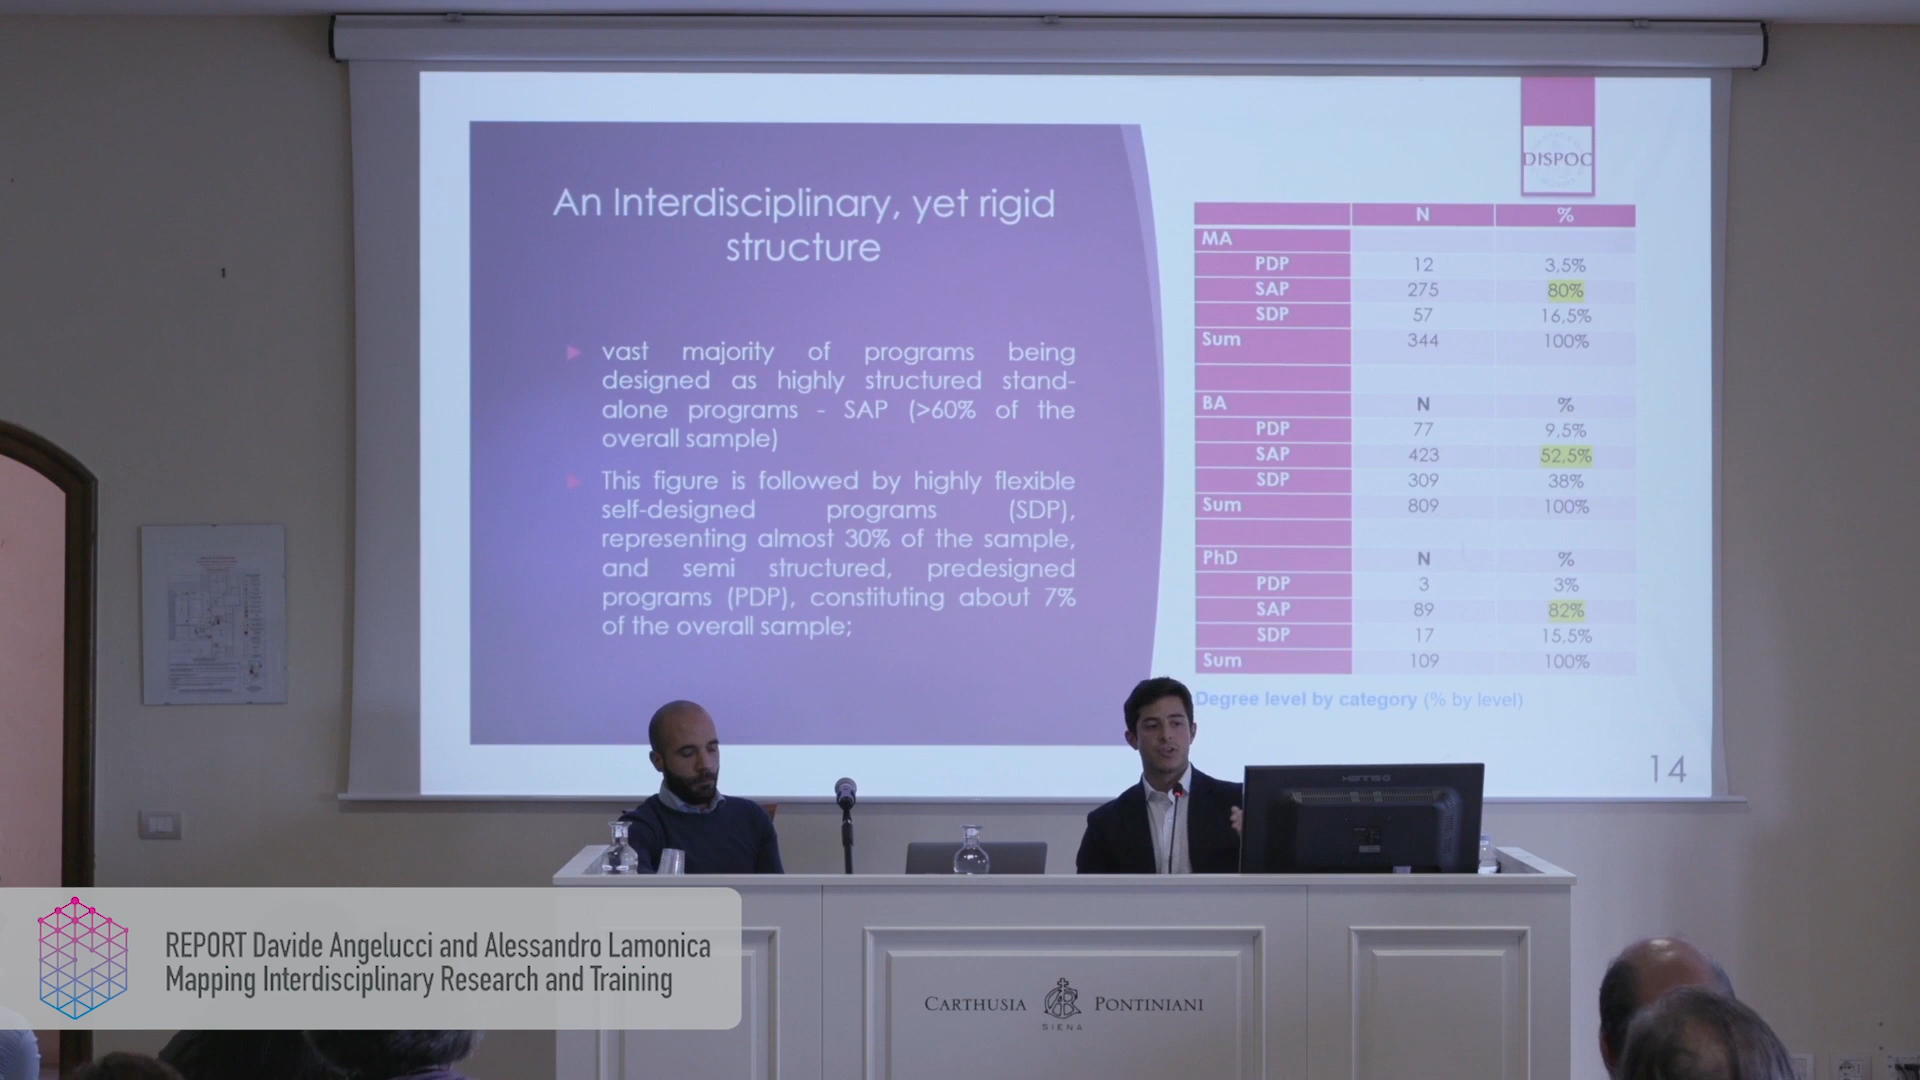 An Interdisciplinary, yet rigid
structure
vast majority of programs being
designed as highly structured stand-
alone programs - SAP (>60% of the
overall sample)
This figure is followed by highly flexible
self-designed programs (SDP),
representing almost 30% of the sample,
and semi structured, predesigned
programs (PDP), constituting about 7%
of the overall sample;
DISPOC
N %
MA
PDP 12 3,5%
SAP 275 80%
SDP 57 16,5%
Sum 344 100%
BA N %
PDP 77 9,5%
SAP 423 52,5%
SDP 309 38%
Sum 809 100%
PhD N %
PDP 3 3%
SAP 89 82%
SDP 17 15,5%
Sum 109 100%
Degree level by category (% by level)
14
REPORT Davide Angelucci and Alessandro Lamonica
Mapping Interdisciplinary Research and Training
CARTHUSIA PONTINIANI
SIENA